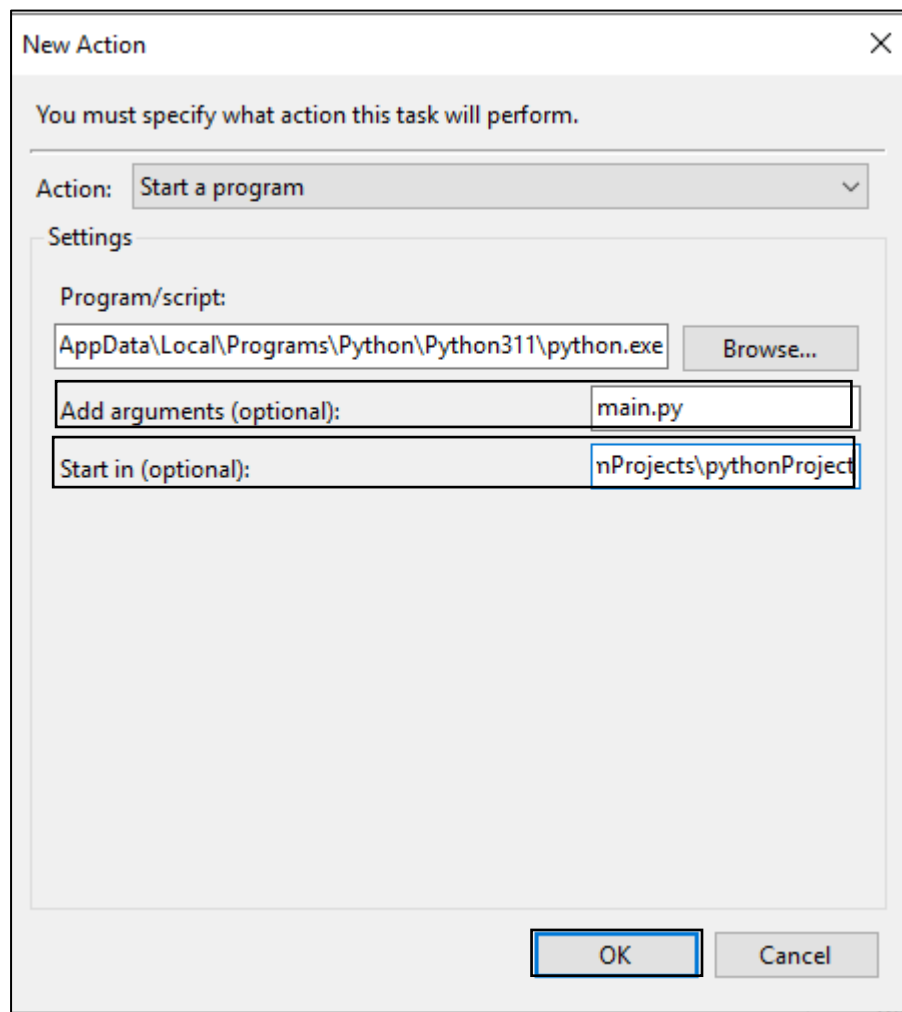 New Action
You must specify what action this task will perform.
Action: Start a program
Settings
Program/script:
AppData\Local\Programs\Python\Python311\python.exe Browse...
Add arguments (optional): main.py
Start in (optional): nProjects\pythonProject
OK Cancel